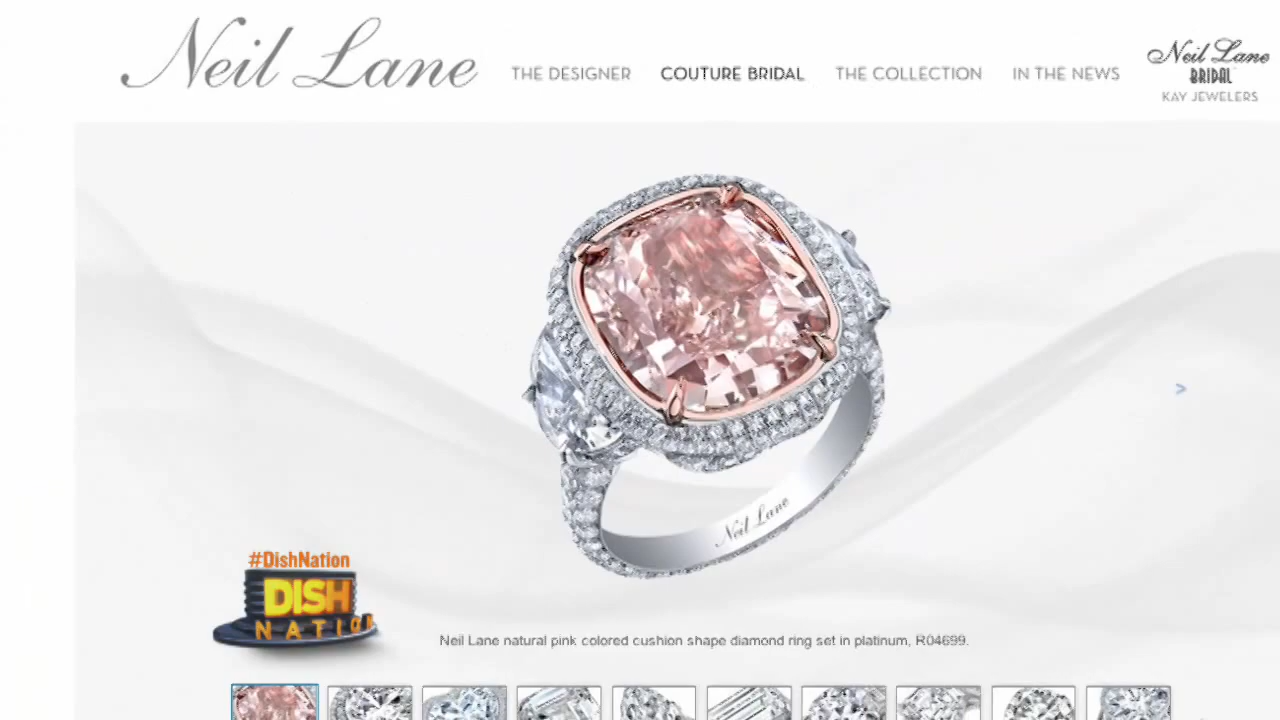 Neil Lane
THE DESIGNER
COUTURE BRIDAL
THE COLLECTION
IN THE NEWS
Neil Lane
BRIDAL
KAY JEWELERS
>
Neil Lane
#DishNation
DISH
NATION
Neil Lane natural pink colored cushion shape diamond ring set in platinum, R04699.